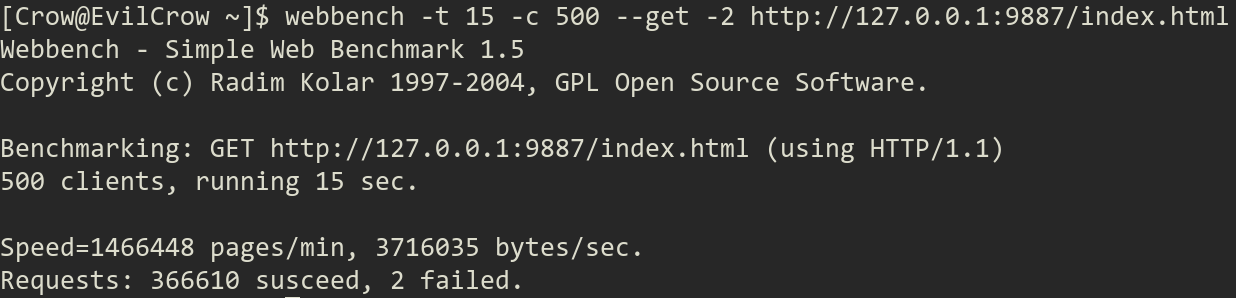 [Crow@EvilCrow ~]$ webbench -t 15 -c 500 --get -2 http://127.0.0.1:9887/index.html
Webbench - Simple Web Benchmark 1.5
Copyright (c) Radim Kolar 1997-2004, GPL Open Source Software.
Benchmarking: GET http://127.0.0.1:9887/index.html (using HTTP/1.1)
500 clients, running 15 sec.
Speed=1466448 pages/min, 3716035 bytes/sec.
Requests: 366610 susceed, 2 failed.